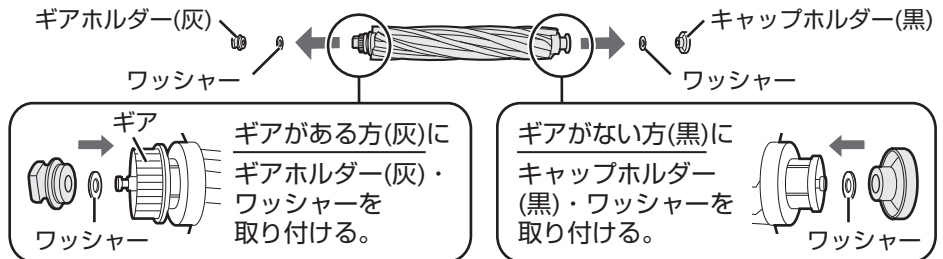 ギアホルダー(灰)
キャップホルダー(黒)
ワッシャー
ワッシャー
ギア
ギアがある方(灰)に
ギアホルダー(灰)・
ワッシャーを
取り付ける。
ワッシャー
ギアがない方(黒)に
キャップホルダー
(黒)・ワッシャーを
取り付ける。
ワッシャー